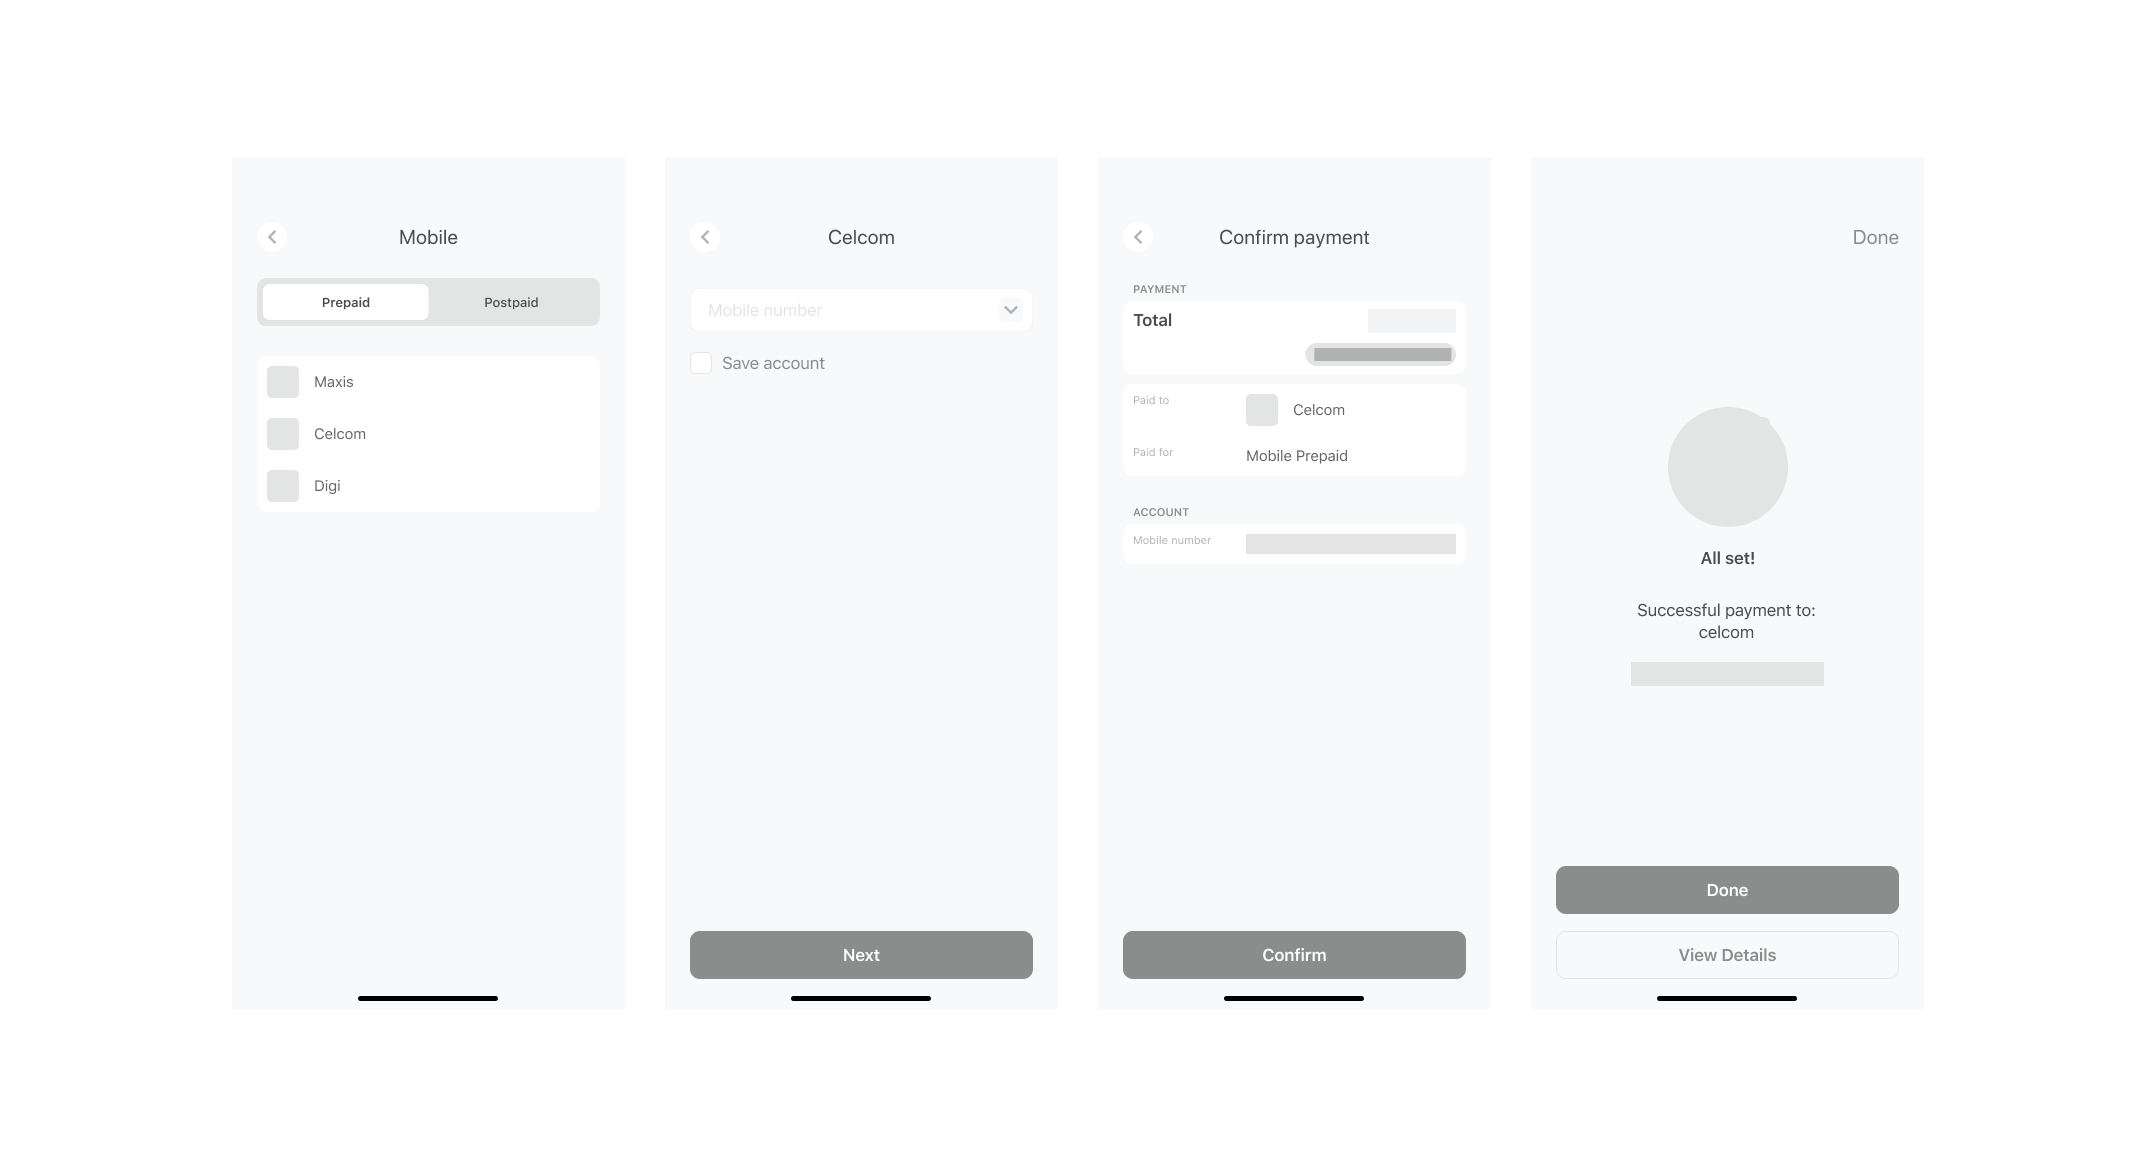 Mobile
Prepaid
Postpaid
Maxis
Celcom
Digi
Celcom
Mobile number
Save account
Next
Confirm payment
PAYMENT
Total
Paid to
Celcom
Paid for
Mobile Prepaid
ACCOUNT
Mobile number
Confirm
Done
All set!
Successful payment to:
celcom
Done
View Details